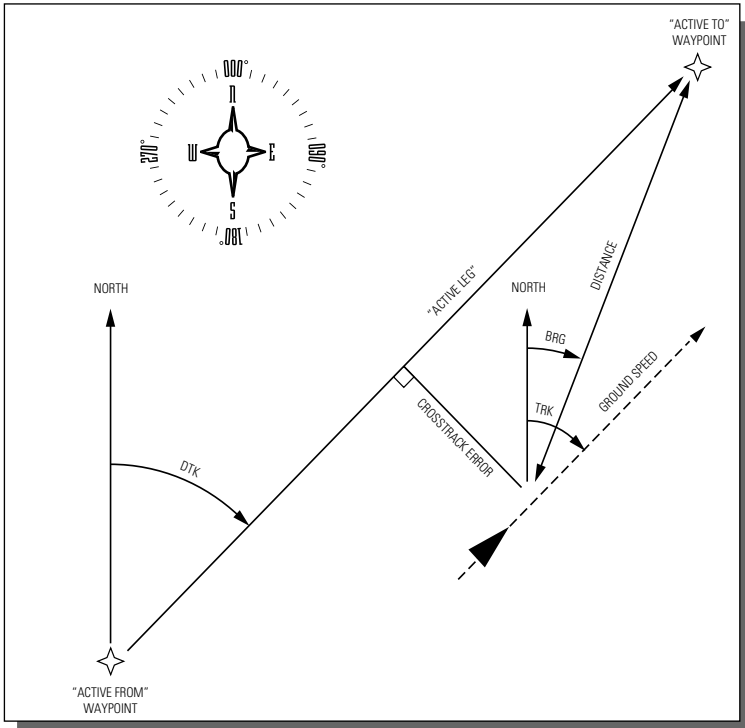 "ACTIVE TO"
WAYPOINT
000°
N
270°
W
E
090°
S
180°
NORTH
"ACTIVE LEG"
NORTH
DISTANCE
BRG
GROUND SPEED
CROSSTRACK ERROR
TRK
DTK
"ACTIVE FROM"
WAYPOINT